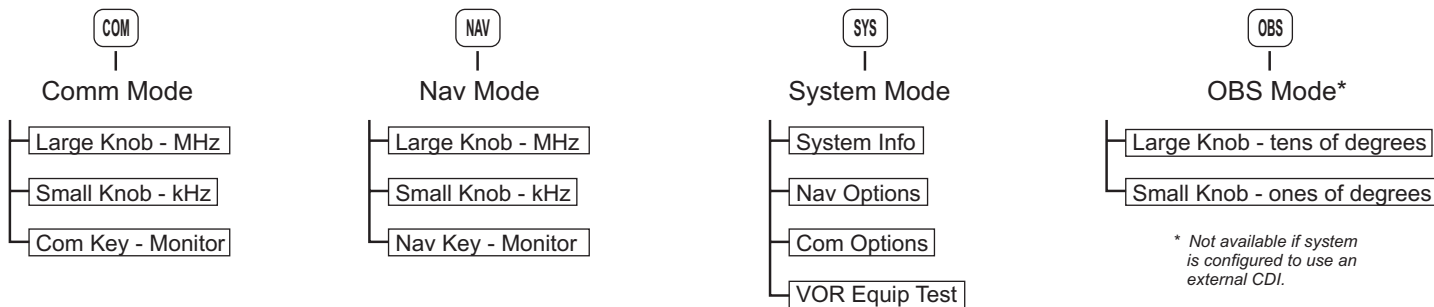 COM
Comm Mode
Large Knob - MHz
Small Knob - kHz
Com Key - Monitor
NAV
Nav Mode
Large Knob - MHz
Small Knob - kHz
Nav Key - Monitor
SYS
System Mode
System Info
Nav Options
Com Options
VOR Equip Test
OBS
OBS Mode*
Large Knob - tens of degrees
Small Knob - ones of degrees
* Not available if system
is configured to use an
external CDI.